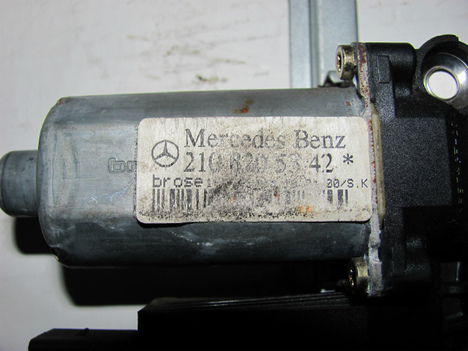 Mercedes Benz
210 820 55 42 *
brose 00/S.K